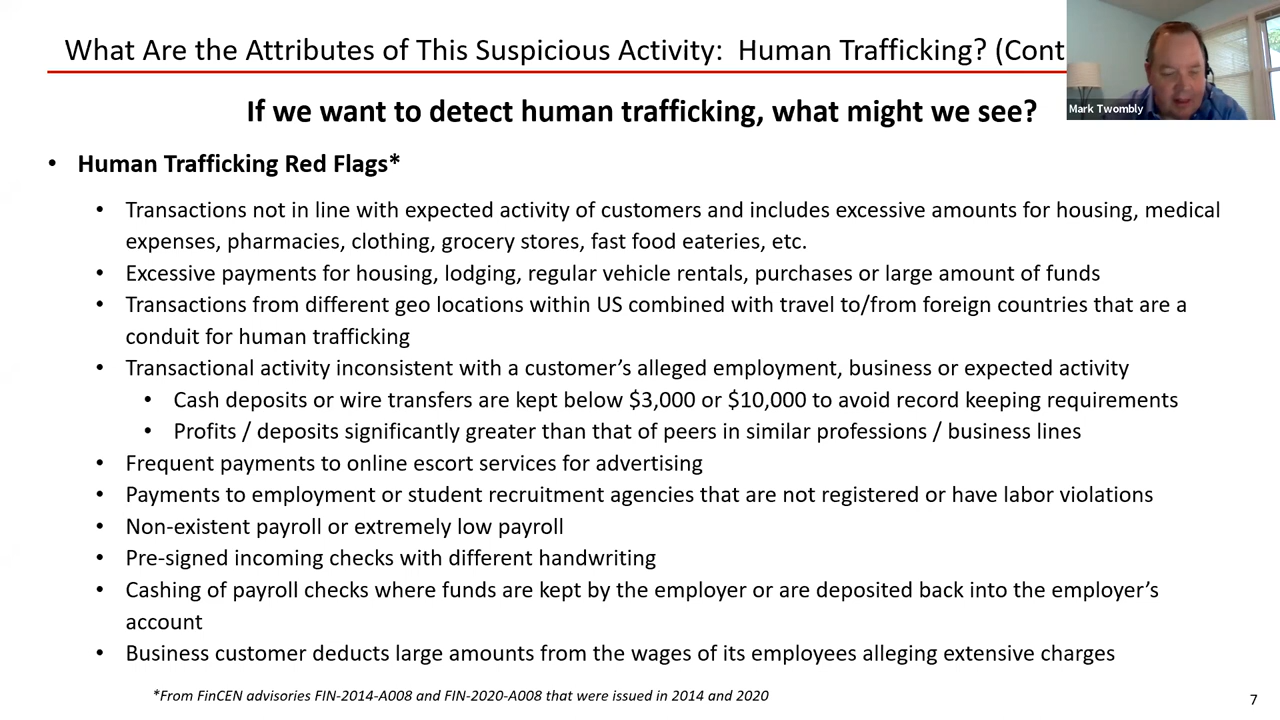 What Are the Attributes of This Suspicious Activity:  Human Trafficking? (Cont
Mark Twombly
If we want to detect human trafficking, what might we see?
• Human Trafficking Red Flags*
• Transactions not in line with expected activity of customers and includes excessive amounts for housing, medical
expenses, pharmacies, clothing, grocery stores, fast food eateries, etc.
• Excessive payments for housing, lodging, regular vehicle rentals, purchases or large amount of funds
• Transactions from different geo locations within US combined with travel to/from foreign countries that are a
conduit for human trafficking
• Transactional activity inconsistent with a customer’s alleged employment, business or expected activity
• Cash deposits or wire transfers are kept below $3,000 or $10,000 to avoid record keeping requirements
• Profits / deposits significantly greater than that of peers in similar professions / business lines
• Frequent payments to online escort services for advertising
• Payments to employment or student recruitment agencies that are not registered or have labor violations
• Non-existent payroll or extremely low payroll
• Pre-signed incoming checks with different handwriting
• Cashing of payroll checks where funds are kept by the employer or are deposited back into the employer’s
account
• Business customer deducts large amounts from the wages of its employees alleging extensive charges
*From FinCEN advisories FIN-2014-A008 and FIN-2020-A008 that were issued in 2014 and 2020
7